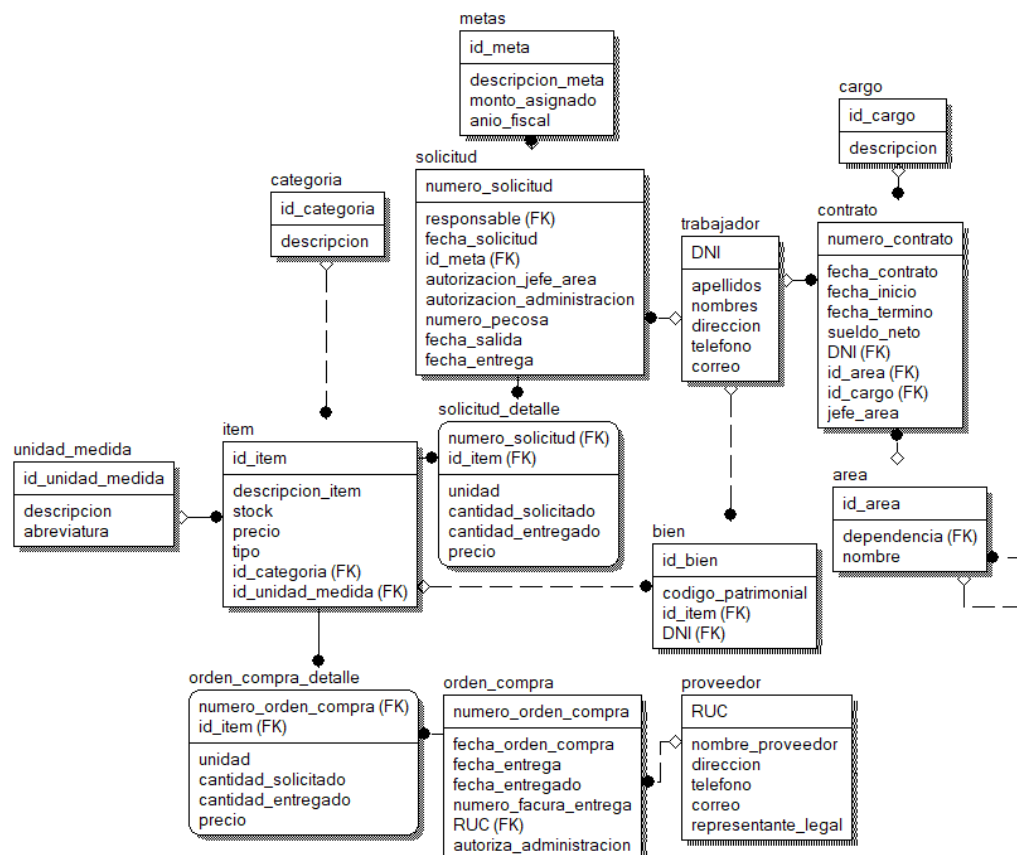 metas
id_meta
descripcion_meta
monto_asignado
anio_fiscal
cargo
id_cargo
descripcion
solicitud
numero_solicitud
responsable (FK)
fecha_solicitud
id_meta (FK)
autorizacion_jefe_area
autorizacion_administracion
numero_pecosa
fecha_salida
fecha_entrega
categoria
id_categoria
descripcion
trabajador
DNI
apellidos
nombres
direccion
telefono
correo
contrato
numero_contrato
fecha_contrato
fecha_inicio
fecha_termino
sueldo_neto
DNI (FK)
id_area (FK)
id_cargo (FK)
jefe_area
solicitud_detalle
numero_solicitud (FK)
id_item (FK)
unidad
cantidad_solicitado
cantidad_entregado
precio
item
id_item
descripcion_item
stock
precio
tipo
id_categoria (FK)
id_unidad_medida (FK)
unidad_medida
id_unidad_medida
descripcion
abreviatura
area
id_area
dependencia (FK)
nombre
bien
id_bien
codigo_patrimonial
id_item (FK)
DNI (FK)
orden_compra_detalle
numero_orden_compra (FK)
id_item (FK)
unidad
cantidad_solicitado
cantidad_entregado
precio
orden_compra
numero_orden_compra
fecha_orden_compra
fecha_entrega
fecha_entregado
numero_facura_entrega
RUC (FK)
autoriza_administracion
proveedor
RUC
nombre_proveedor
direccion
telefono
correo
representante_legal